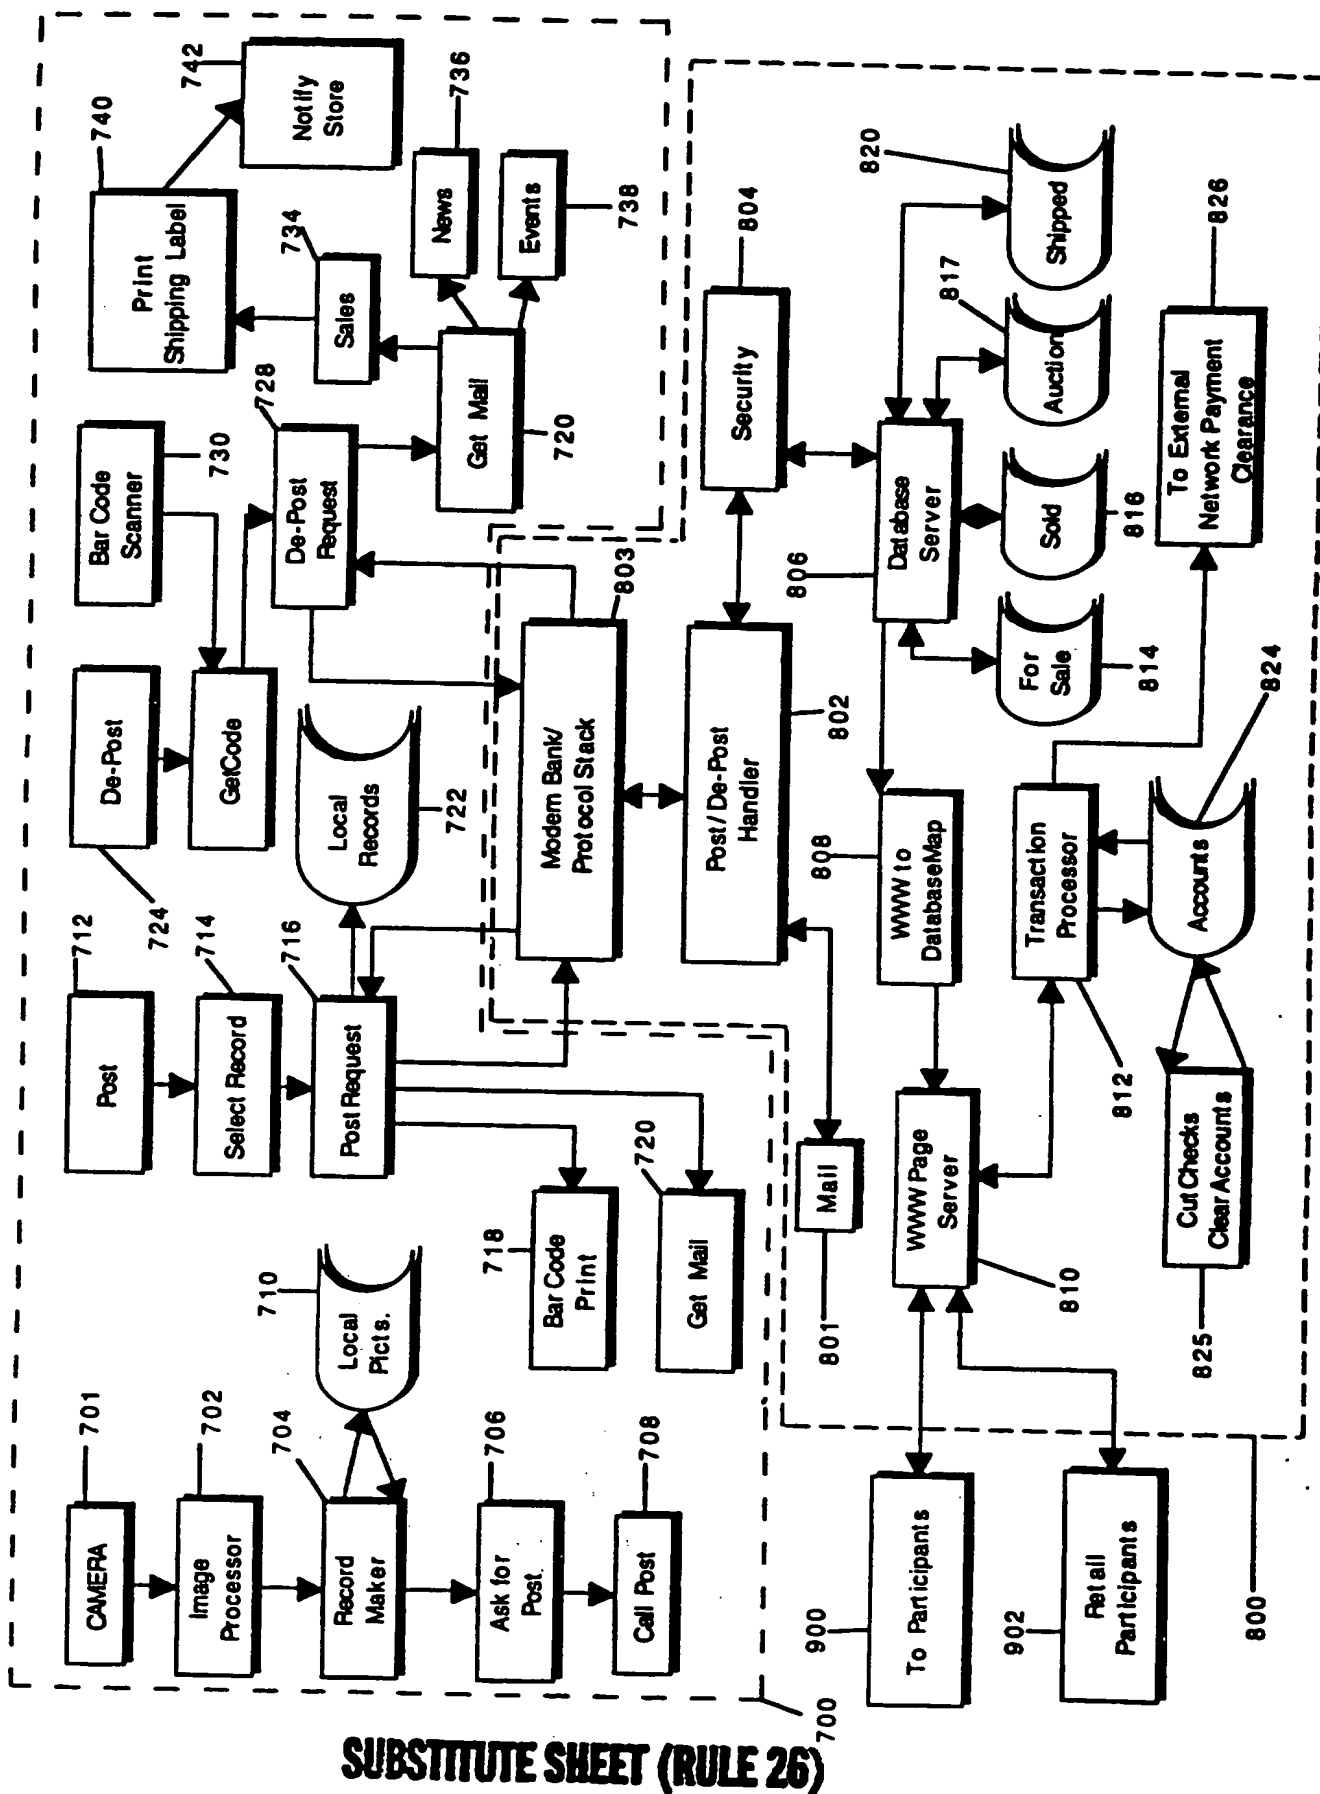 CAMERA
701
Image
Processor
702
Record
Maker
704
Ask for
Post.
706
Call Post
708
Local
Picts.
710
Post
712
Select Record
714
Post Request
716
Bar Code
Print
718
Get Mail
720
Local
Records
722
De-Post
724
GetCode
Bar Code
Scanner
730
De-Post
Request
728
Get Mail
720
Sales
734
News
736
Events
738
Print
Shipping Label
740
Notify
Store
742
700
Modem Bank/
Protocol Stack
803
Post/De-Post
Handler
802
Mail
801
Security
804
Database
Server
806
WWW to
DatabaseMap
808
WWW Page
Server
810
Transaction
Processor
812
For
Sale
814
Sold
816
Auction
817
Shipped
820
Accounts
824
Cut Checks
Clear Accounts
825
To External
Network Payment
Clearance
826
To Participants
900
Retail
Participants
902
800
SUBSTITUTE SHEET (RULE 26)